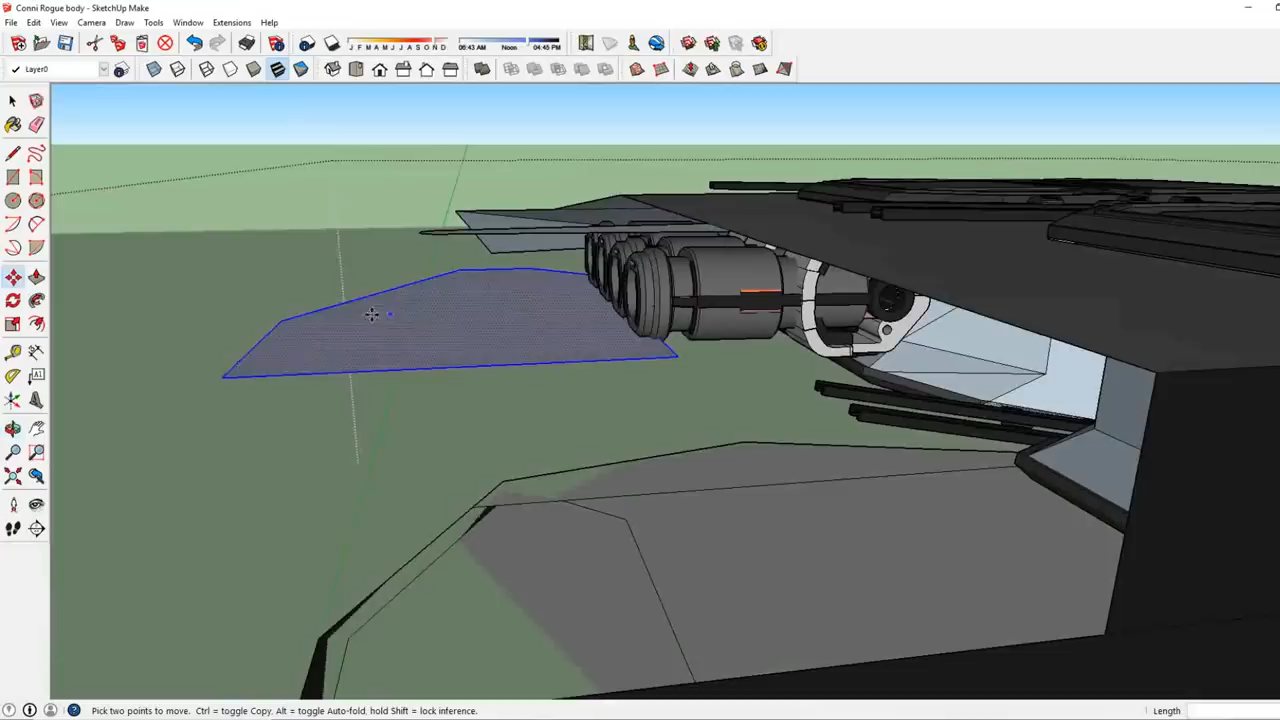 Conni Rogue body - SketchUp Make
File Edit View Camera Draw Tools Window Extensions Help
J F M A M J J A S O N D 06:43 AM Noon 04:45 PM
Layer0
A1
Pick two points to move. Ctrl = toggle Copy, Alt = toggle Auto-fold, hold Shift = lock inference. Length